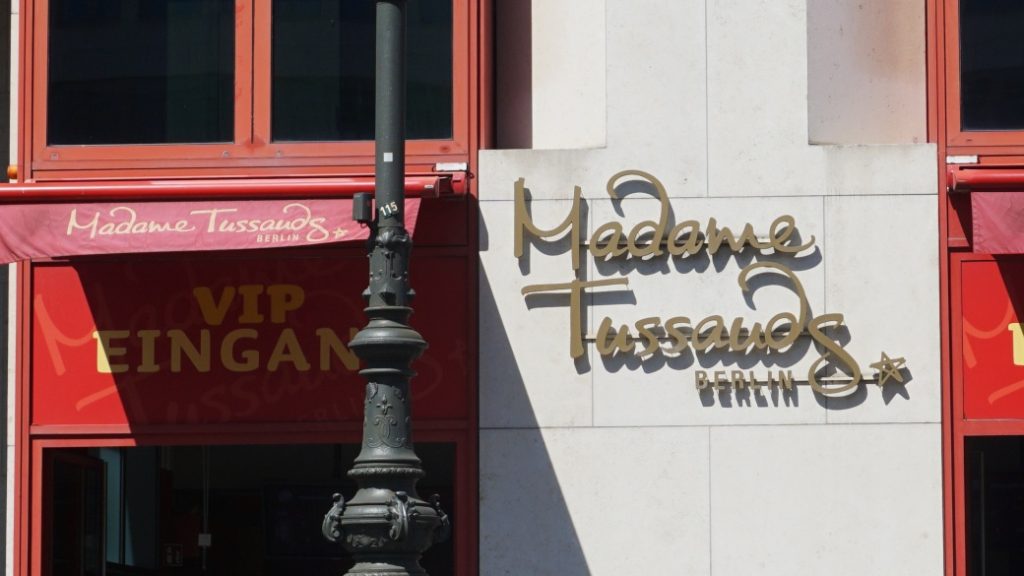 Madame Tussauds
BERLIN
115
VIP
EINGAN
Madame
Tussauds
BERLIN